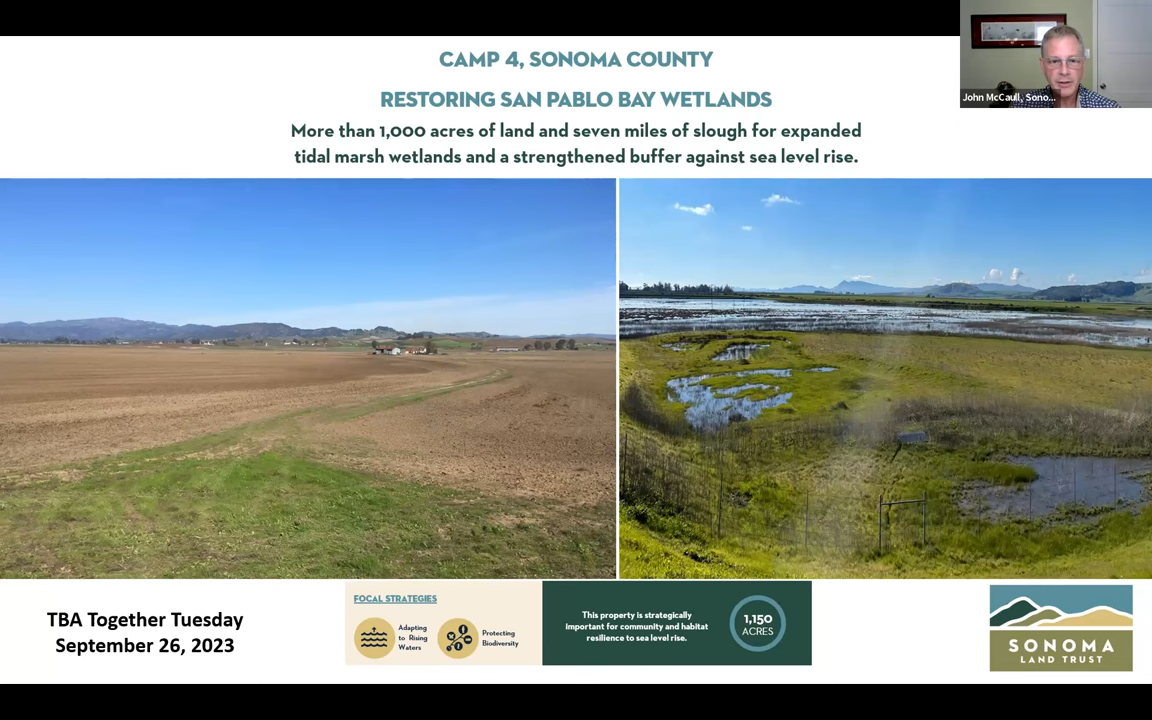 CAMP 4, SONOMA COUNTY
RESTORING SAN PABLO BAY WETLANDS
More than 1,000 acres of land and seven miles of slough for expanded
tidal marsh wetlands and a strengthened buffer against sea level rise.
John McCaull, Sono...
TBA Together Tuesday
September 26, 2023
FOCAL STRATEGIES
Adapting
to Rising
Waters
Protecting
Biodiversity
This property is strategically
important for community and habitat
resilience to sea level rise.
1,150
ACRES
SONOMA
LAND TRUST